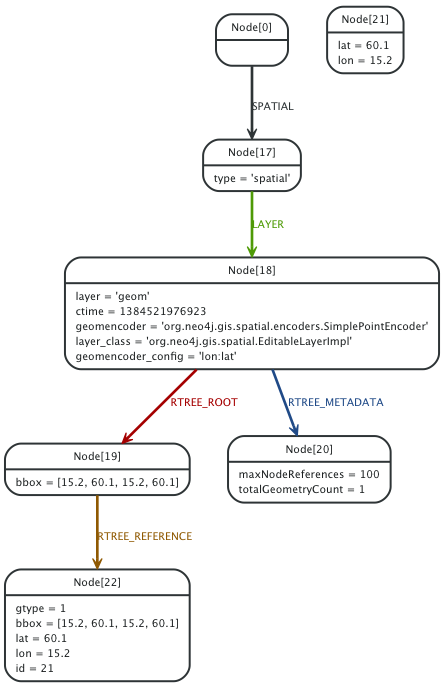 Node[0]
Node[21]
lat = 60.1
lon = 15.2
SPATIAL
Node[17]
type = 'spatial'
LAYER
Node[18]
layer = 'geom'
ctime = 1384521976923
geomencoder = 'org.neo4j.gis.spatial.encoders.SimplePointEncoder'
layer_class = 'org.neo4j.gis.spatial.EditableLayerImpl'
geomencoder_config = 'lon:lat'
RTREE_ROOT
RTREE_METADATA
Node[19]
bbox = [15.2, 60.1, 15.2, 60.1]
Node[20]
maxNodeReferences = 100
totalGeometryCount = 1
RTREE_REFERENCE
Node[22]
gtype = 1
bbox = [15.2, 60.1, 15.2, 60.1]
lat = 60.1
lon = 15.2
id = 21